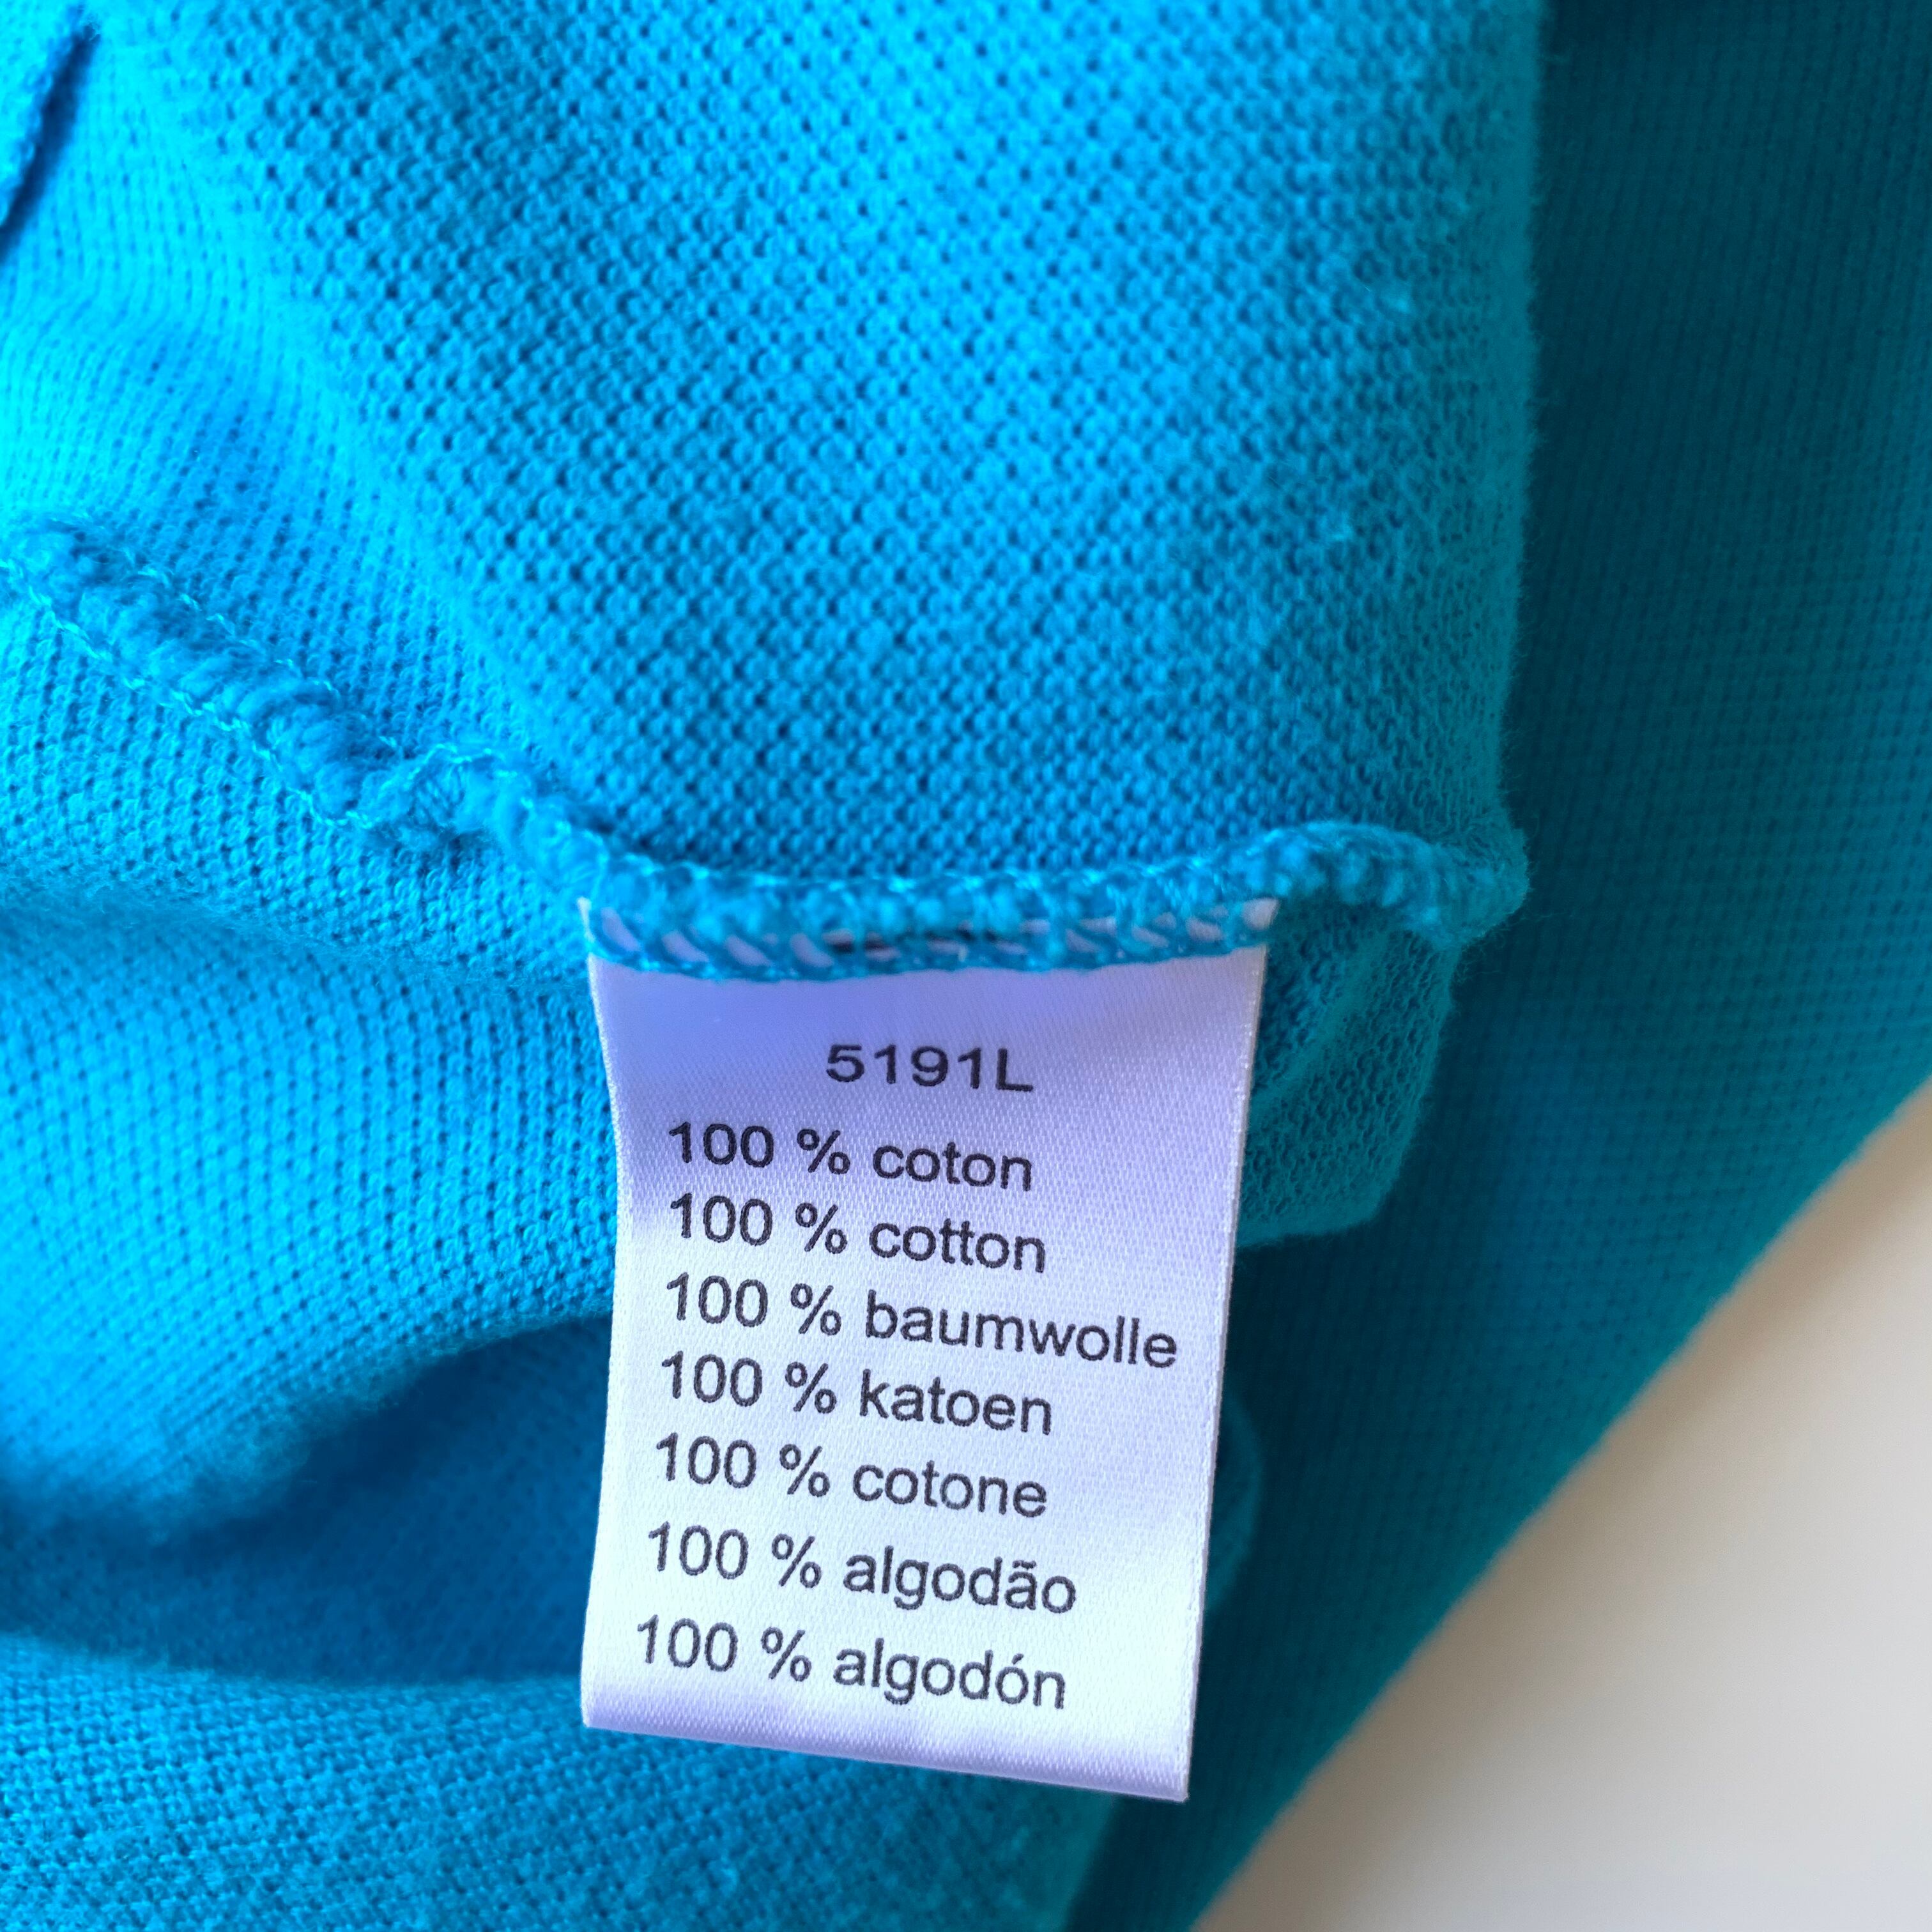 5191L
100 % coton
100 % cotton
100 % baumwolle
100 % katoen
100 % cotone
100 % algodão
100 % algodón